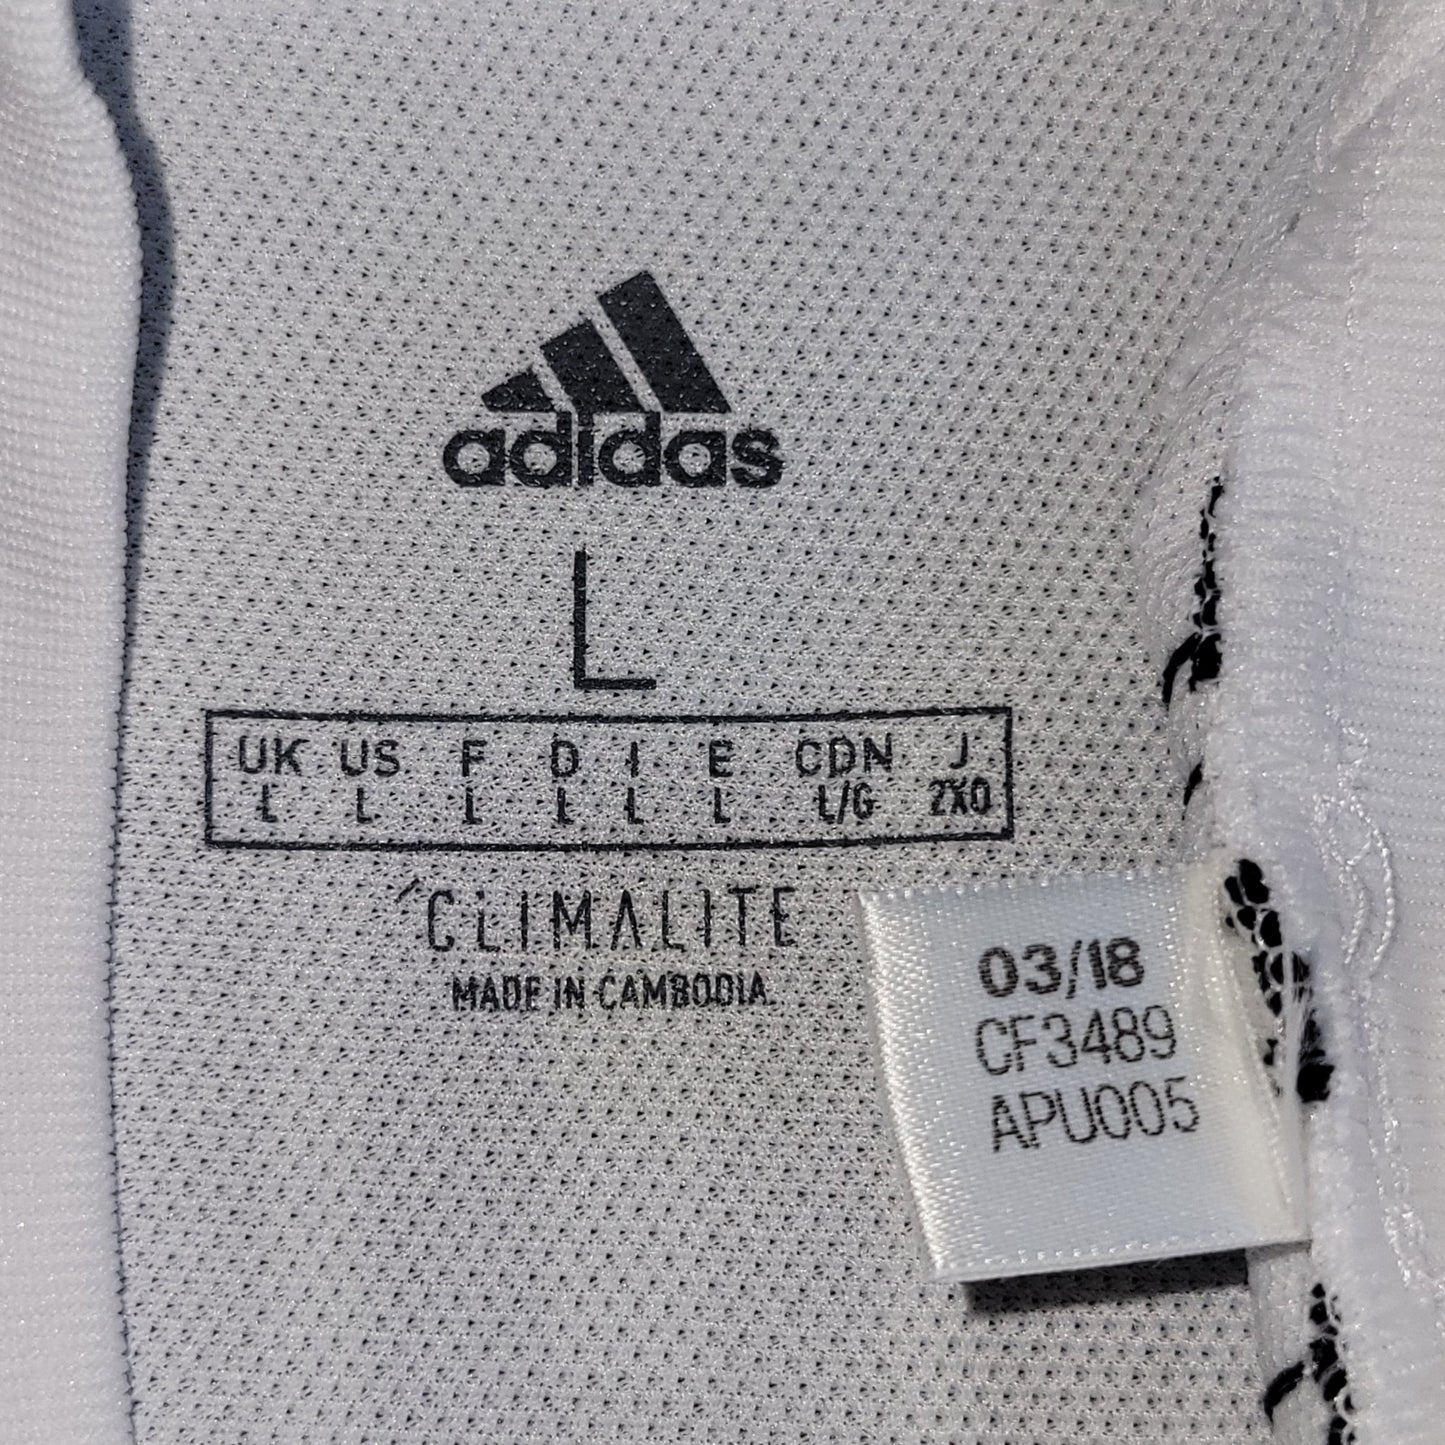 adidas
L
UK US F D I E CDN J
L L L L L L L/G 2XO
CLIMALITE
MADE IN CAMBODIA
03/18
CF3489
APU005